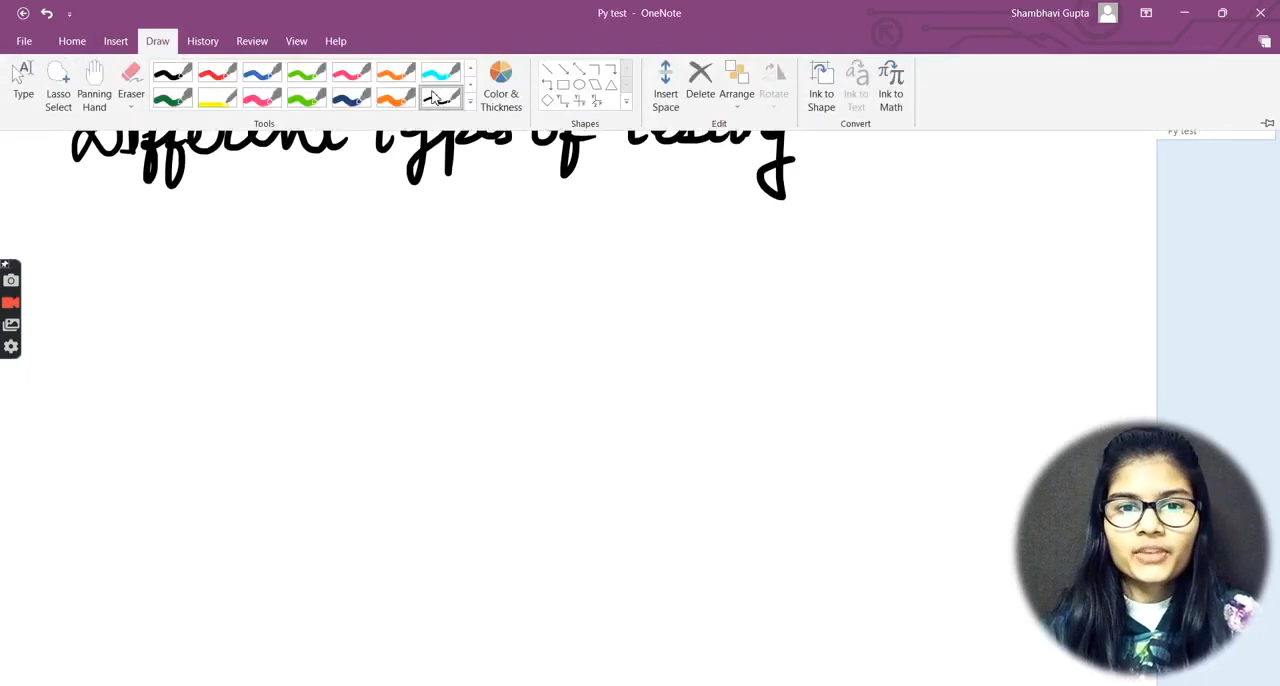 Py test - OneNote
Shambhavi Gupta
File Home Insert Draw History Review View Help
Type
Lasso Select
Panning Hand
Eraser
Color & Thickness
Insert Space
Delete
Arrange
Rotate
Ink to Shape
Ink to Text
Ink to Math
Tools
Shapes
Edit
Convert
Py test
Different types of testing